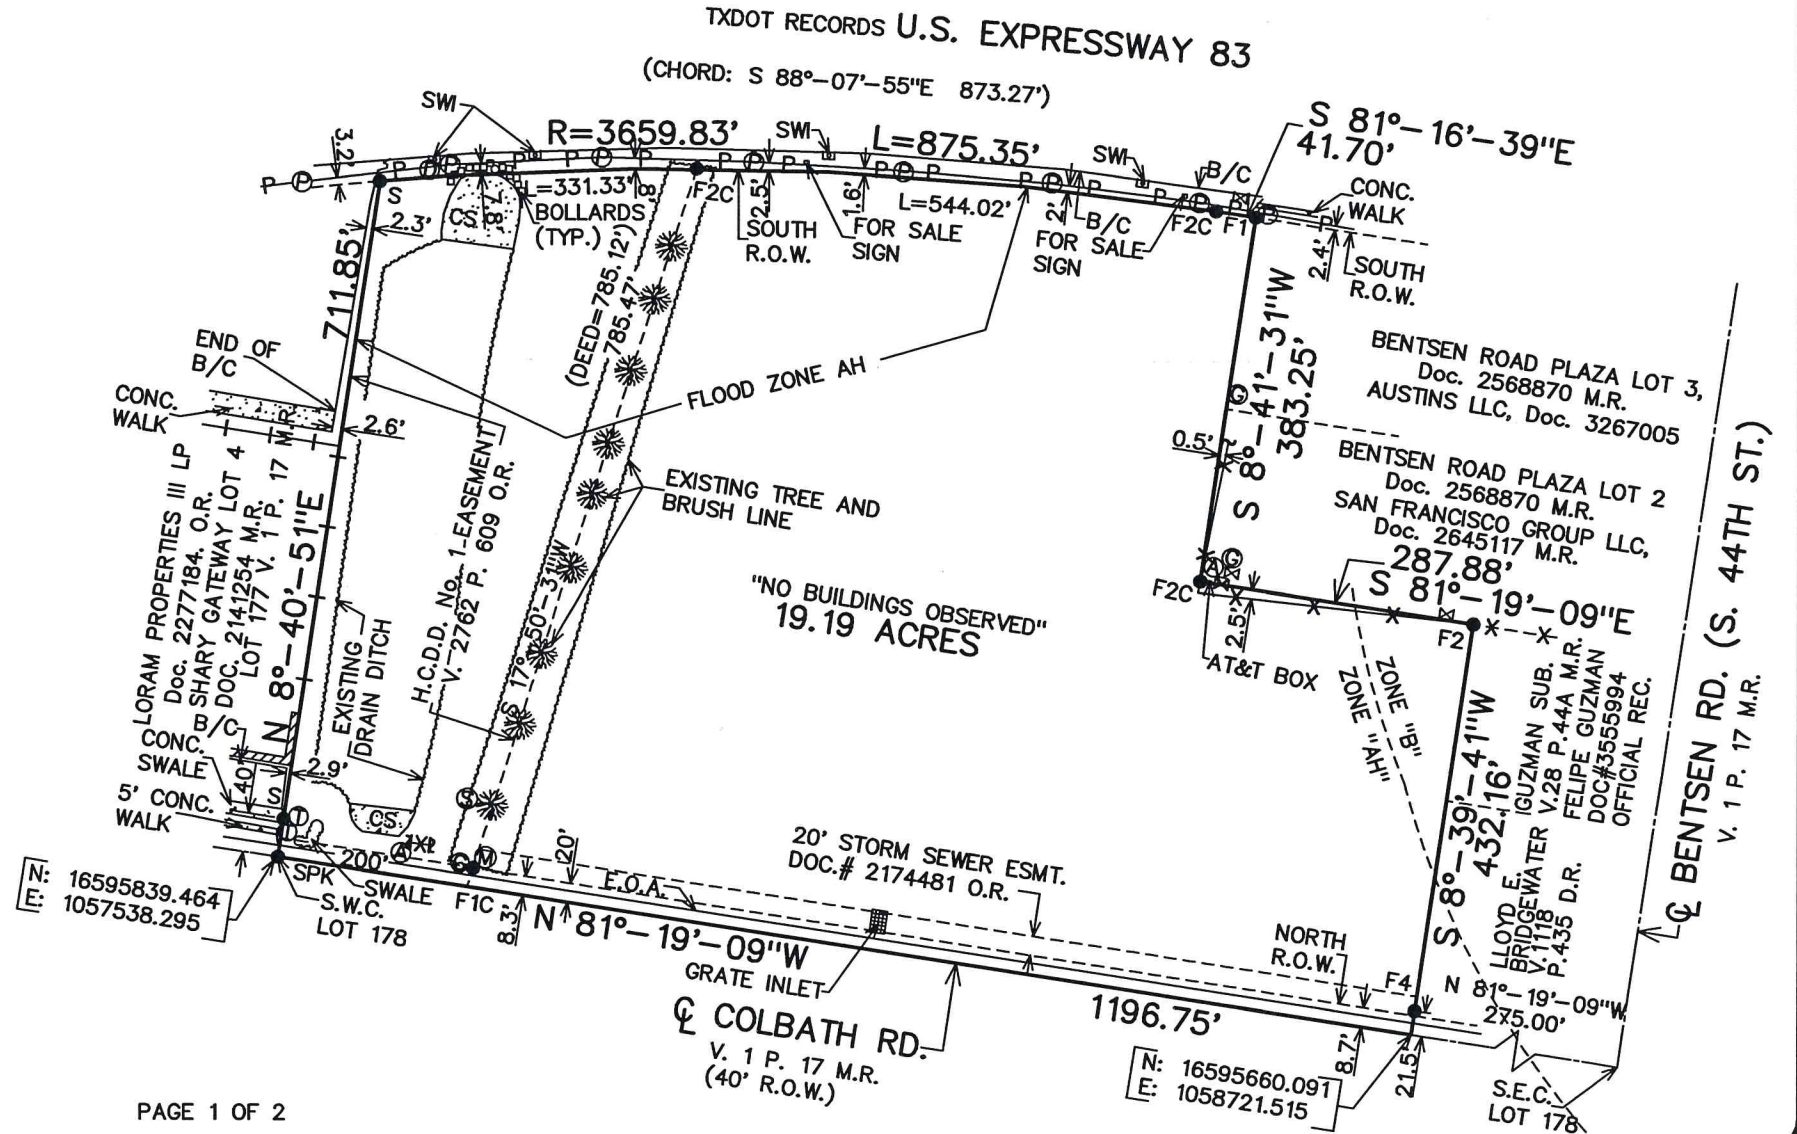 TXDOT RECORDS U.S. EXPRESSWAY 83
(CHORD: S 88°-07'-55"E 873.27')
SWI
R=3659.83'
SWI
L=875.35'
SWI
B/C
S 81°-16'-39"E
41.70'
CONC.
WALK
3.2'
P
S
2.3'
CS
7.8'
L=331.33'
BOLLARDS
(TYP.)
8'
F2C
SOUTH
R.O.W.
2.5'
1.6'
FOR SALE
SIGN
L=544.02'
2'
B/C
FOR SALE
SIGN
F2C
F1
2.4'
SOUTH
R.O.W.
711.85'
(DEED=785.12')
785.47'
END OF
B/C
CONC.
WALK
2.6'
FLOOD ZONE AH
S 8°-41'-31"W
383.25'
G
0.5'
BENTSEN ROAD PLAZA LOT 3,
Doc. 2568870 M.R.
AUSTINS LLC, Doc. 3267005
BENTSEN ROAD PLAZA LOT 2
Doc. 2568870 M.R.
SAN FRANCISCO GROUP LLC,
Doc. 2645117 M.R.
287.88'
S 81°-19'-09"E
LORAM PROPERTIES III LP
Doc. 22777184. O.R.
SHARY GATEWAY LOT 4
DOC. 2141254 M.R.
LOT 177 V. 1 P. 17 M.R.
N 8°-40'-51"E
EXISTING
DRAIN DITCH
H.C.D.D. No. 1 EASEMENT
V. 2762 P. 609 O.R.
S 17°-50'-31"W
EXISTING TREE AND
BRUSH LINE
"NO BUILDINGS OBSERVED"
19.19 ACRES
F2C
A
G
2.5'
AT&T BOX
F2
ZONE "B"
ZONE "AH"
S 8°-39'-41"W
432.16'
IGUZMAN SUB.
V.28 P.44A M.R.
FELIPE GUZMAN
DOC#3555994
OFFICIAL REC.
LLOYD E.
BRIDGEWATER
V.1118
P.435 D.R.
℄ BENTSEN RD. (S. 44TH ST.)
V. 1 P. 17 M.R.
B/C
CONC.
SWALE
40'
2.9'
S
5' CONC.
WALK
T
CS
S
200'
A
G
M
SPK
SWALE
F1C
N: 16595839.464
E: 1057538.295
S.W.C.
LOT 178
20'
E.O.A.
8.3'
N 81°-19'-09"W
20' STORM SEWER ESMT.
DOC.# 2174481 O.R.
GRATE INLET
℄ COLBATH RD.
V. 1 P. 17 M.R.
(40' R.O.W.)
1196.75'
NORTH
R.O.W.
F4
N 81°-19'-09"W
275.00'
8.7'
21.5'
N: 16595660.091
E: 1058721.515
S.E.C.
LOT 178
PAGE 1 OF 2